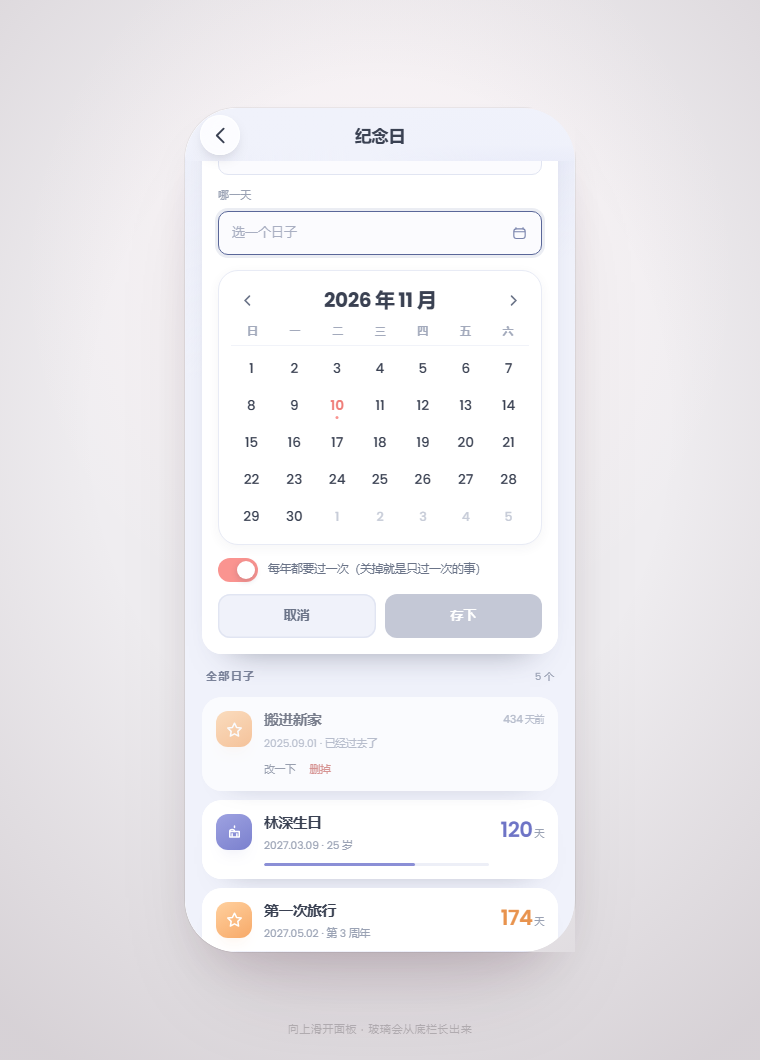 纪念日
哪一天
选一个日子
2026 年 11 月
日 一 二 三 四 五 六
1 2 3 4 5 6 7
8 9 10 11 12 13 14
15 16 17 18 19 20 21
22 23 24 25 26 27 28
29 30 1 2 3 4 5
每年都要过一次（关掉就是只过一次的事）
取消 存下
全部日子 5 个
搬进新家 434 天前
2025.09.01 · 已经过去了
改一下 删掉
林深生日 120 天
2027.03.09 · 25 岁
第一次旅行 174 天
2027.05.02 · 第 3 周年
向上滑开面板 · 玻璃会从底栏长出来